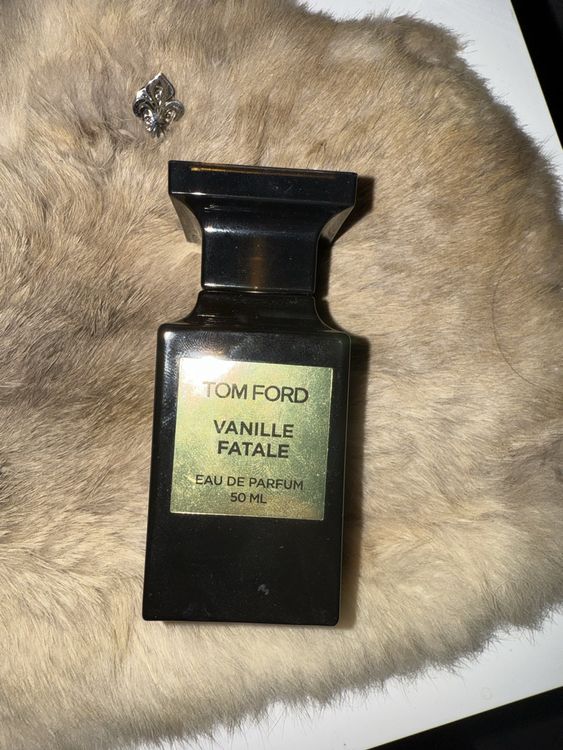 TOM FORD
VANILLE
FATALE
EAU DE PARFUM
50 ML